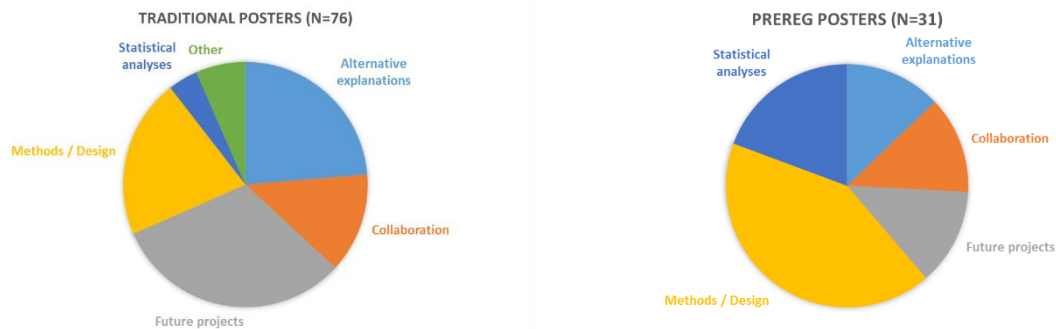 TRADITIONAL POSTERS (N=76)
Statistical
analyses
Other
Alternative
explanations
Methods / Design
Collaboration
Future projects
PREREG POSTERS (N=31)
Statistical
analyses
Alternative
explanations
Collaboration
Future projects
Methods / Design